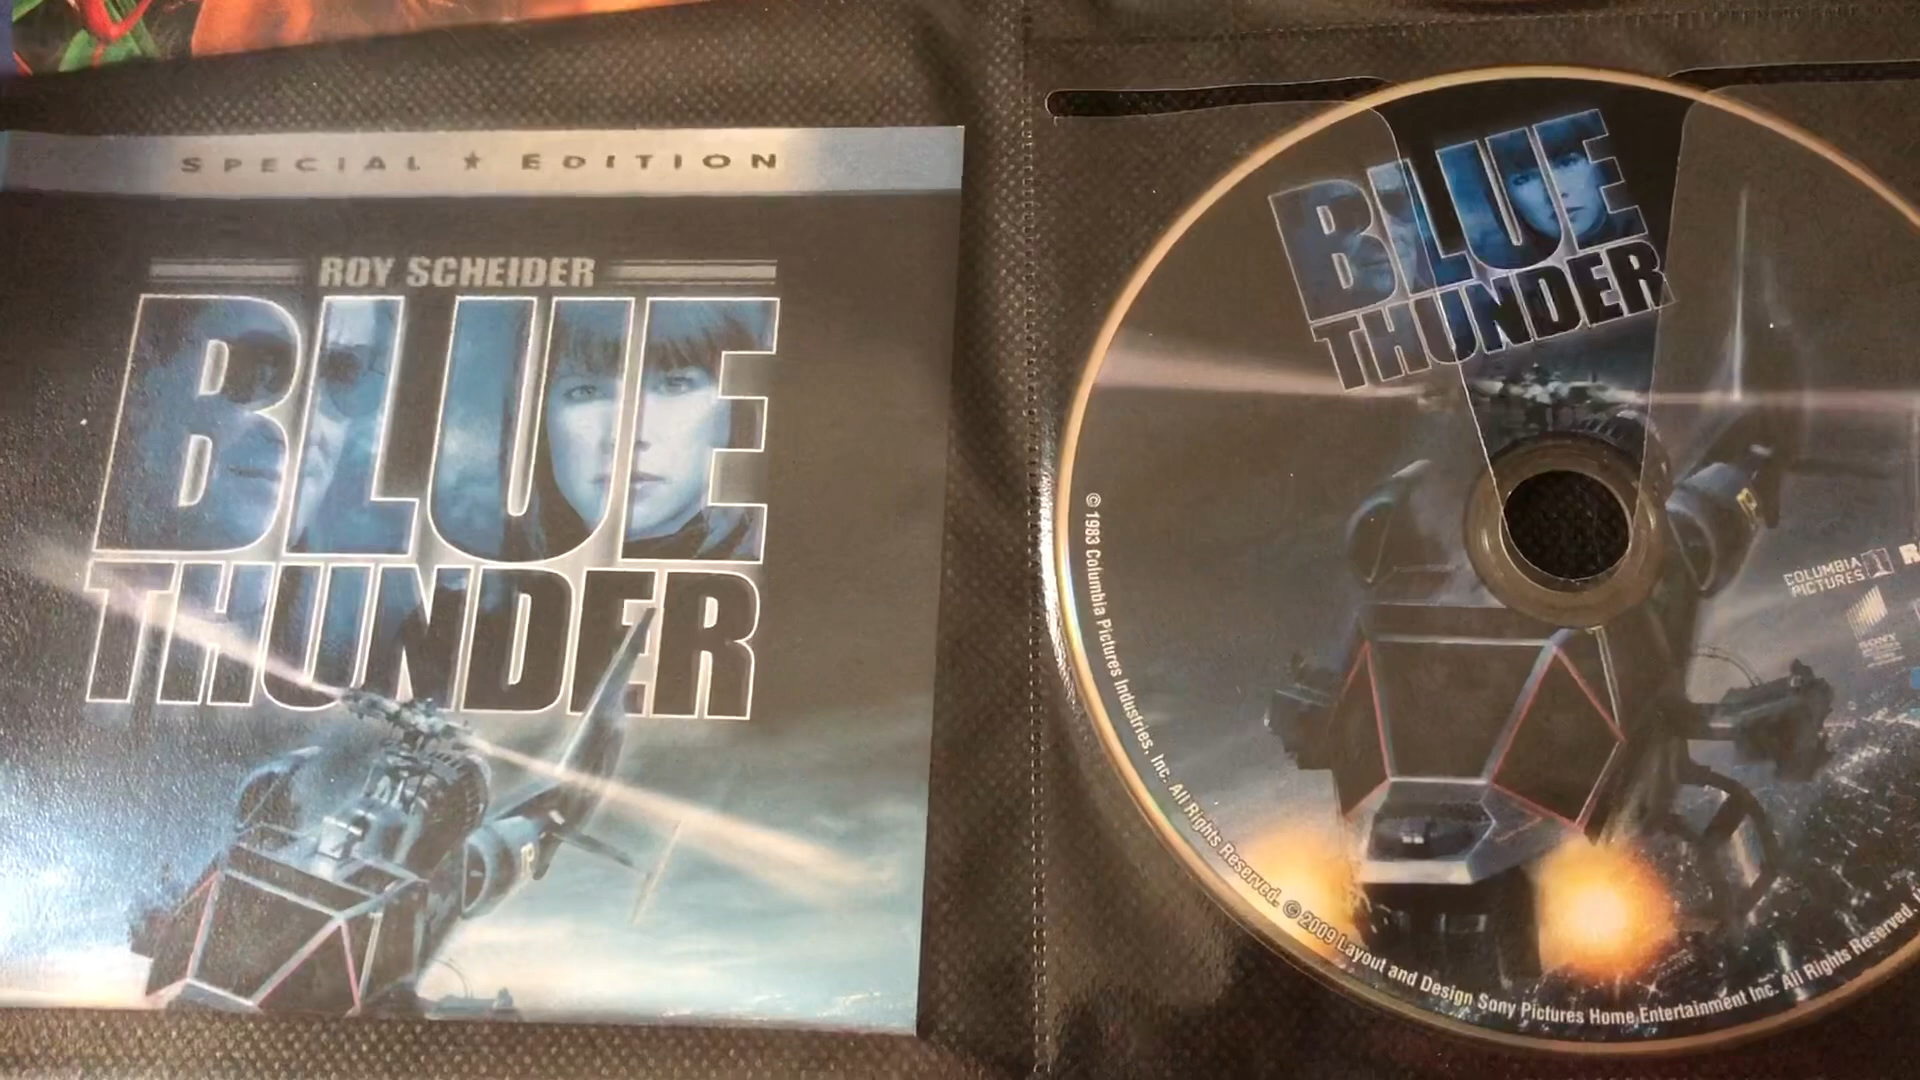 SPECIAL ★ EDITION
ROY SCHEIDER
BLUE
THUNDER
BLUE
THUNDER
COLUMBIA
PICTURES
SONY
© 1983 Columbia Pictures Industries, Inc. All Rights Reserved. © 2009 Layout and Design Sony Pictures Home Entertainment Inc. All Rights Reserved.